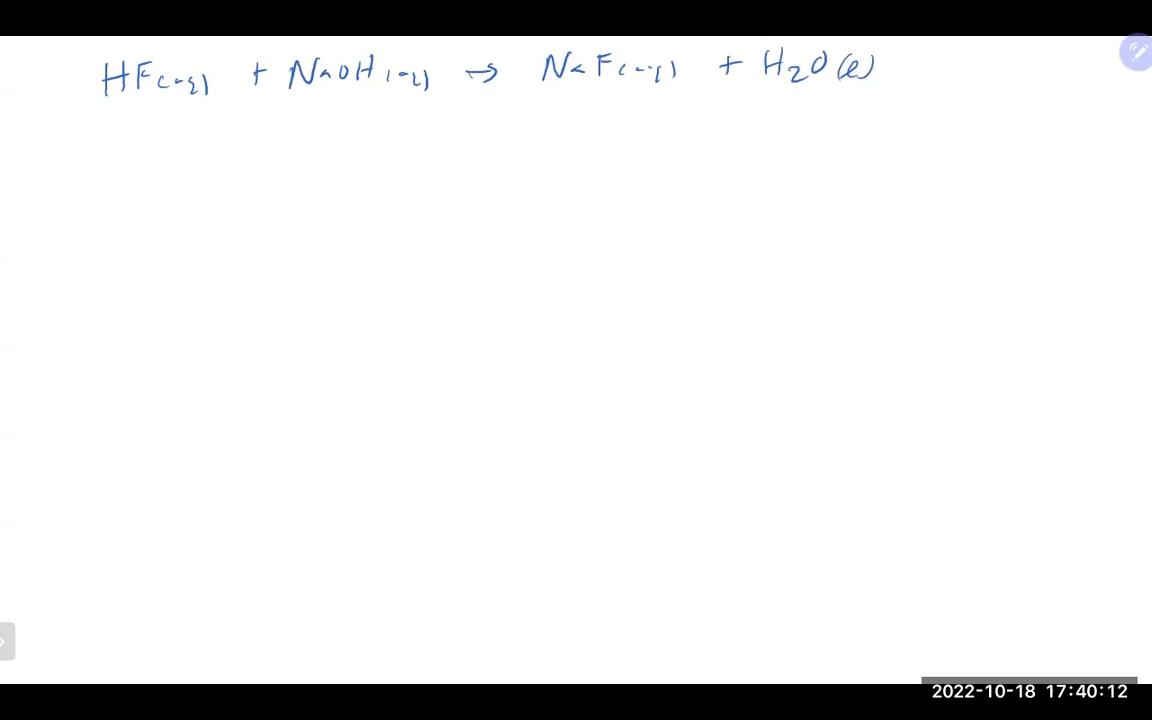 HF(aq) + NaOH(aq) → NaF(aq) + H₂O(ℓ)
2022-10-18 17:40:12